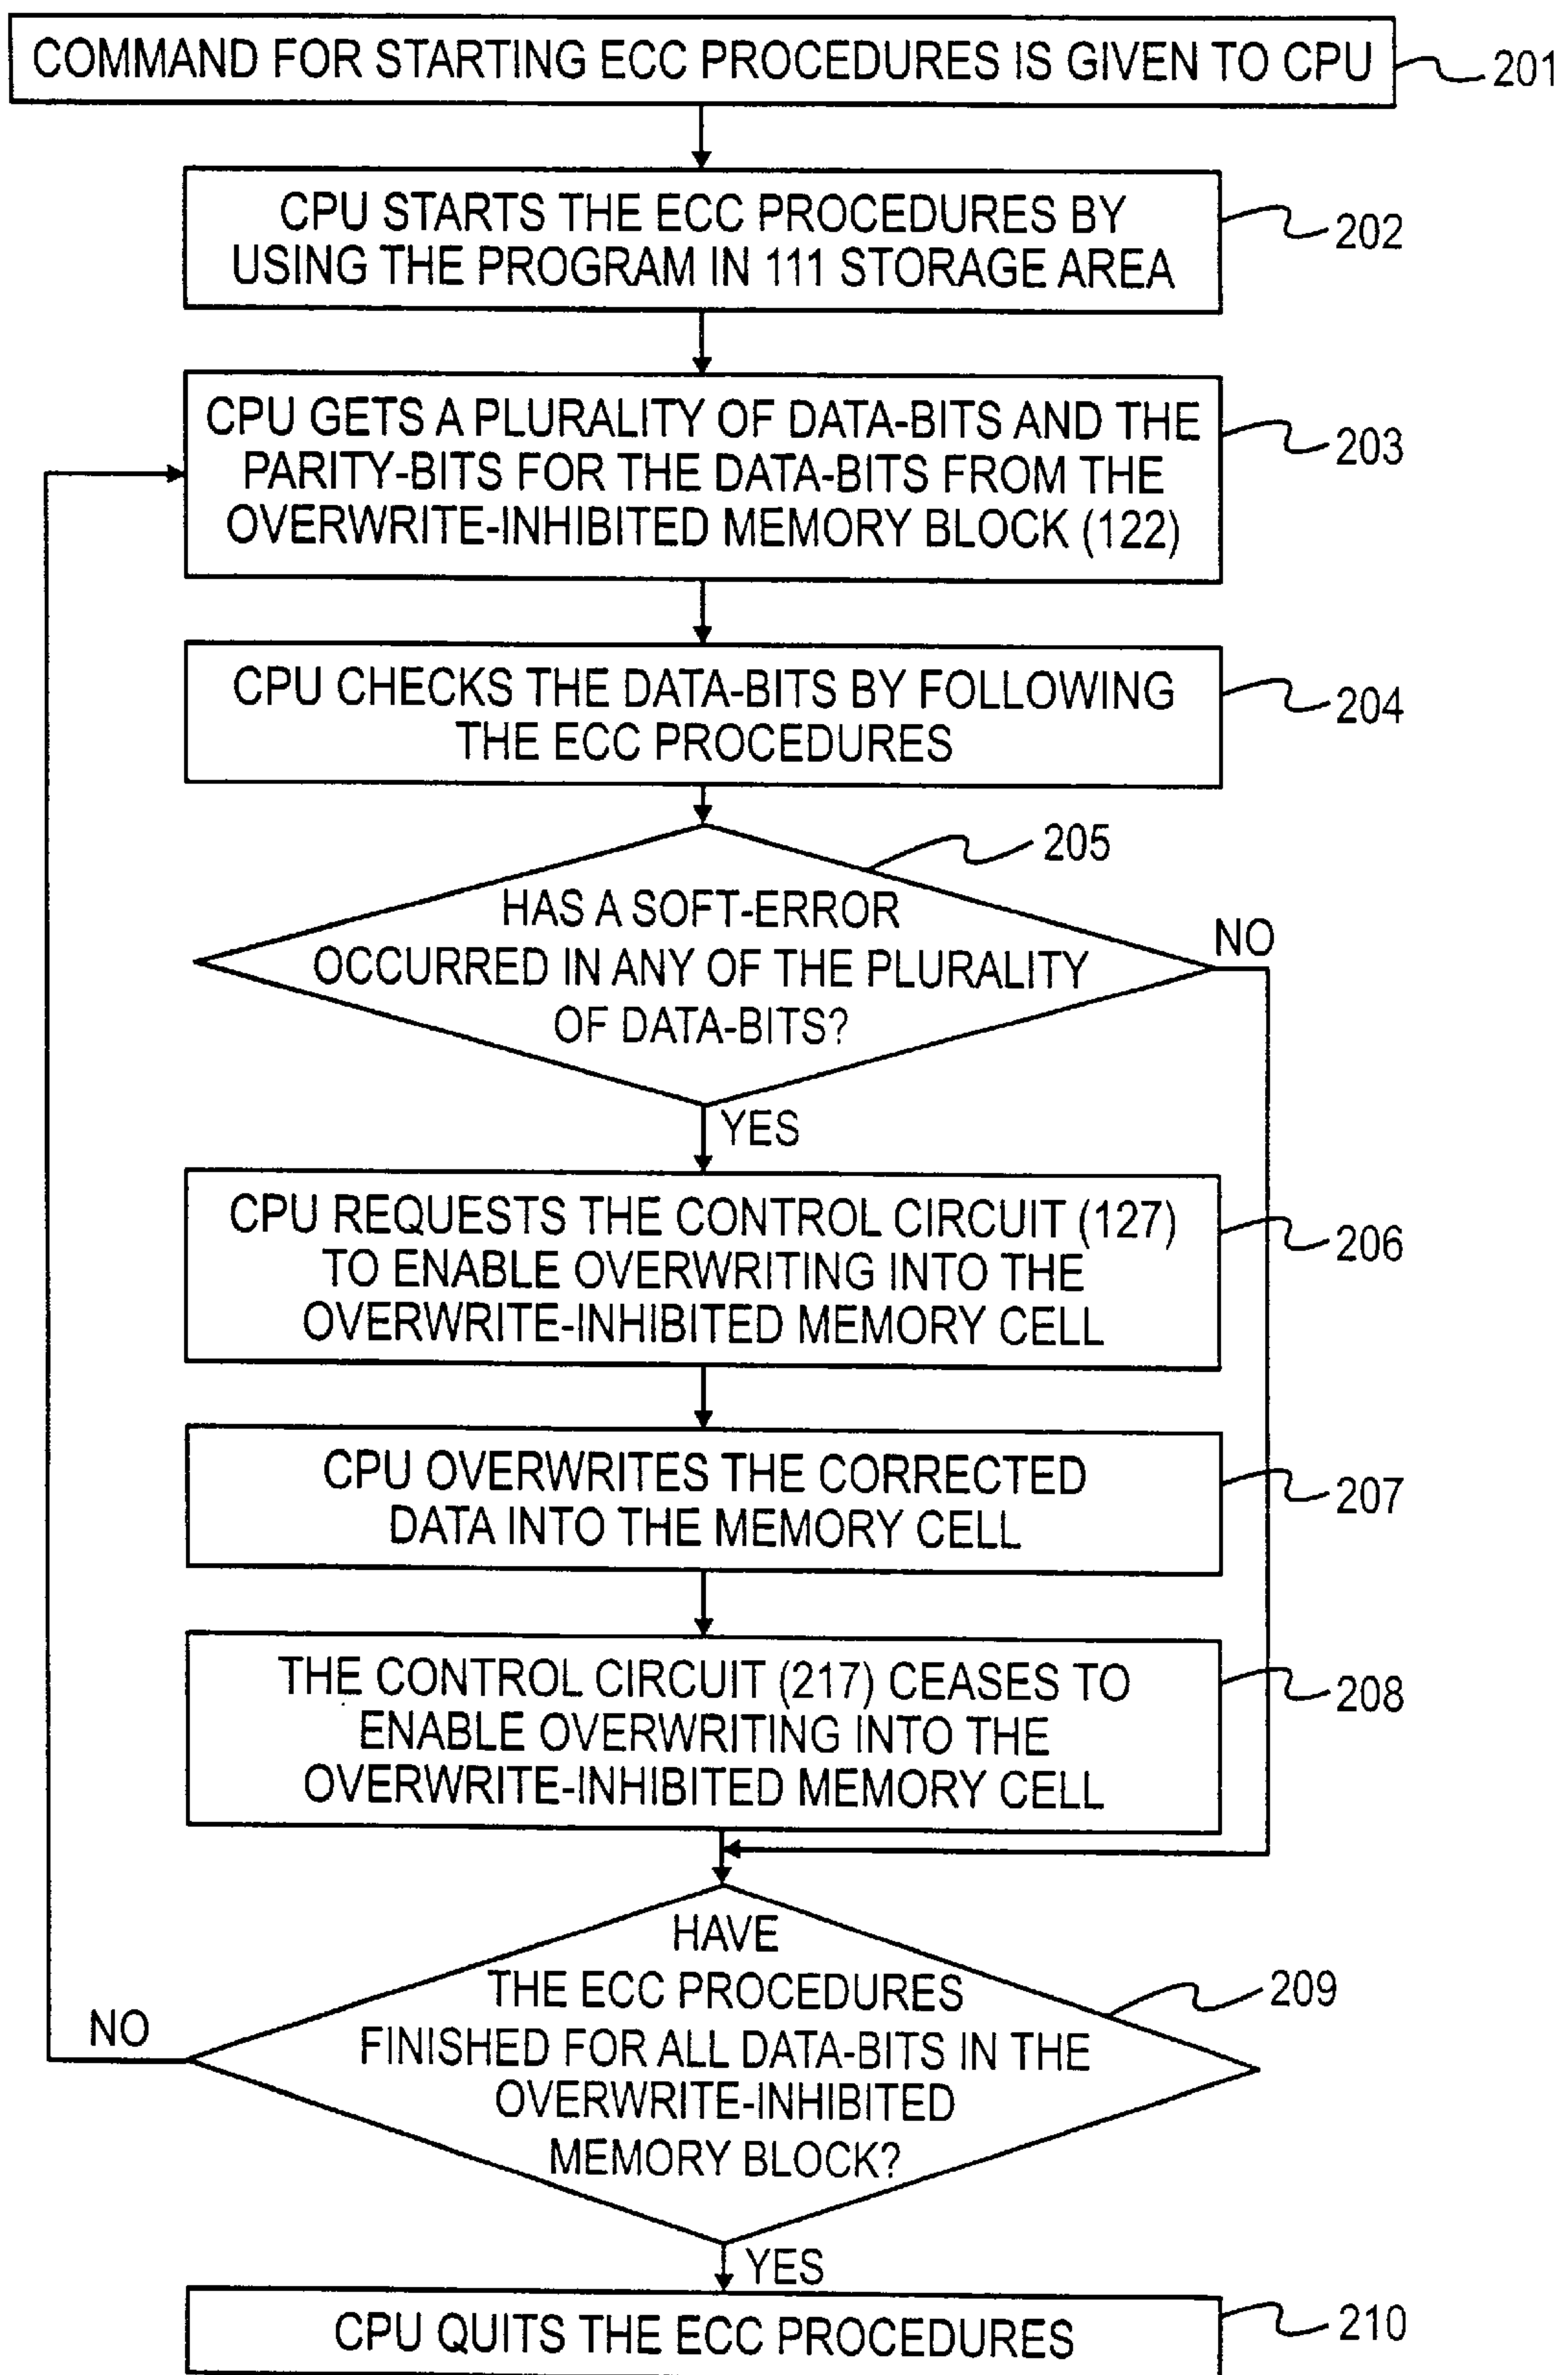 COMMAND FOR STARTING ECC PROCEDURES IS GIVEN TO CPU
201
CPU STARTS THE ECC PROCEDURES BY
USING THE PROGRAM IN 111 STORAGE AREA
202
CPU GETS A PLURALITY OF DATA-BITS AND THE
PARITY-BITS FOR THE DATA-BITS FROM THE
OVERWRITE-INHIBITED MEMORY BLOCK (122)
203
CPU CHECKS THE DATA-BITS BY FOLLOWING
THE ECC PROCEDURES
204
205
HAS A SOFT-ERROR
OCCURRED IN ANY OF THE PLURALITY
OF DATA-BITS?
NO
YES
CPU REQUESTS THE CONTROL CIRCUIT (127)
TO ENABLE OVERWRITING INTO THE
OVERWRITE-INHIBITED MEMORY CELL
206
CPU OVERWRITES THE CORRECTED
DATA INTO THE MEMORY CELL
207
THE CONTROL CIRCUIT (217) CEASES TO
ENABLE OVERWRITING INTO THE
OVERWRITE-INHIBITED MEMORY CELL
208
HAVE
THE ECC PROCEDURES
FINISHED FOR ALL DATA-BITS IN THE
OVERWRITE-INHIBITED
MEMORY BLOCK?
209
NO
YES
CPU QUITS THE ECC PROCEDURES
210